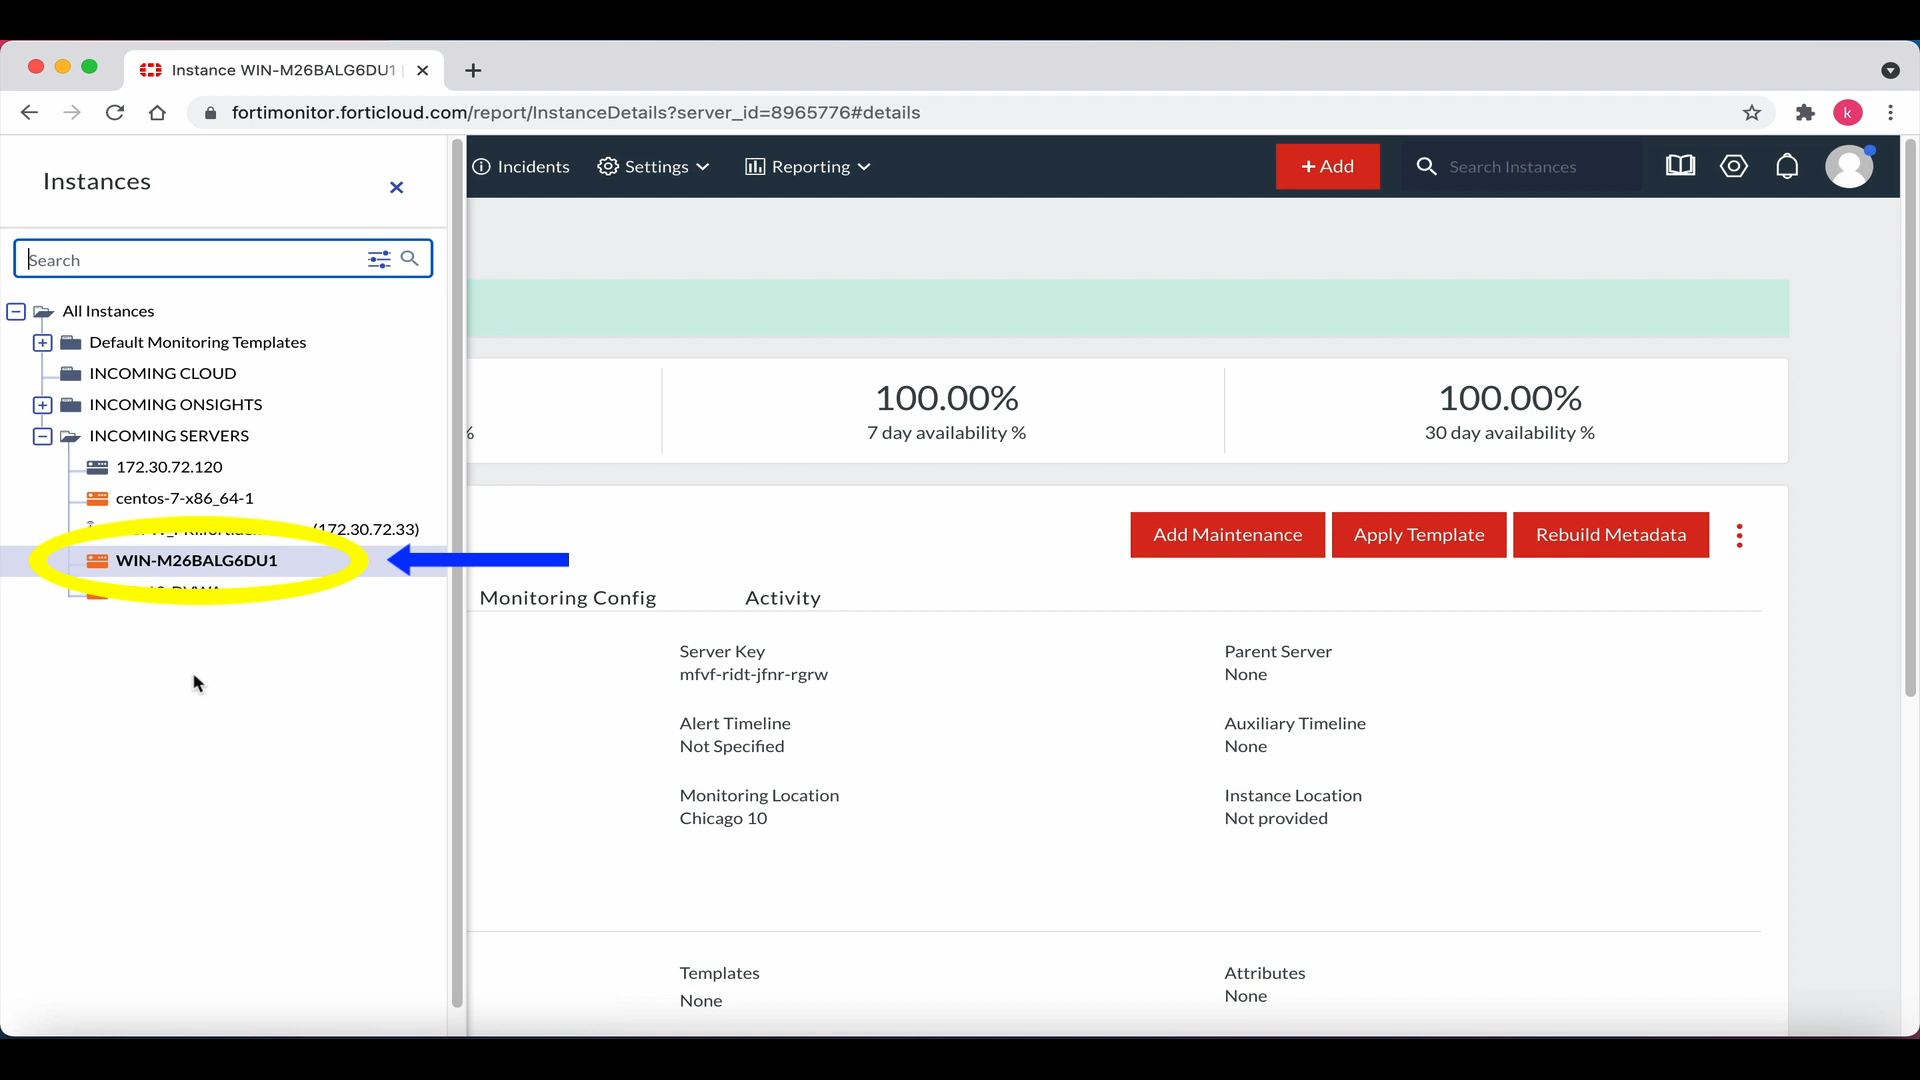 Instance WIN-M26BALG6DU1
fortimonitor.forticloud.com/report/InstanceDetails?server_id=8965776#details
k
Instances
Incidents
Settings
Reporting
+ Add
Search Instances
Search
All Instances
Default Monitoring Templates
INCOMING CLOUD
INCOMING ONSIGHTS
INCOMING SERVERS
172.30.72.120
centos-7-x86_64-1
(172.30.72.33)
WIN-M26BALG6DU1
%
100.00%
7 day availability %
100.00%
30 day availability %
Add Maintenance
Apply Template
Rebuild Metadata
Monitoring Config
Activity
Server Key
mfvf-ridt-jfnr-rgrw
Parent Server
None
Alert Timeline
Not Specified
Auxiliary Timeline
None
Monitoring Location
Chicago 10
Instance Location
Not provided
Templates
None
Attributes
None